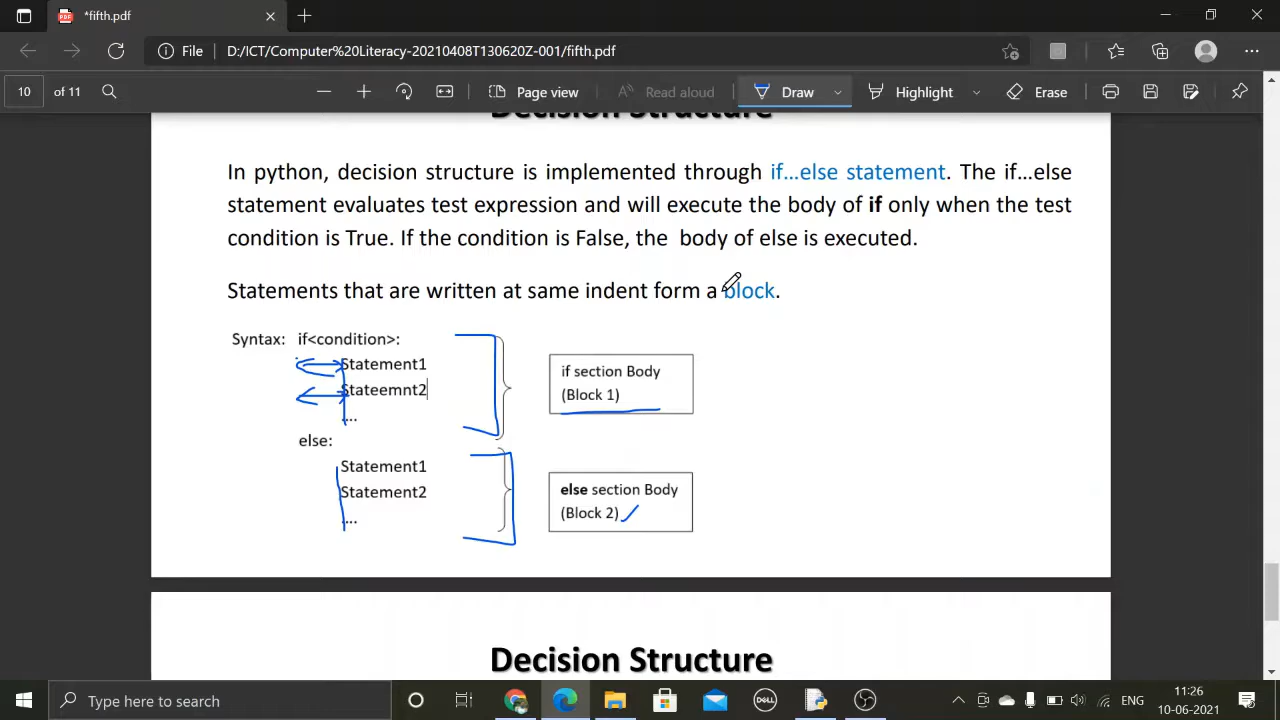 *fifth.pdf
File D:/ICT/Computer%20Literacy-20210408T130620Z-001/fifth.pdf
10 of 11 Page view Read aloud Draw Highlight Erase
Decision Structure
In python, decision structure is implemented through if...else statement. The if...else
statement evaluates test expression and will execute the body of if only when the test
condition is True. If the condition is False, the body of else is executed.
Statements that are written at same indent form a block.
Syntax: if<condition>:
Statement1
Stateemnt2
....
if section Body
(Block 1)
else:
Statement1
Statement2
....
else section Body
(Block 2)
Decision Structure
Type here to search
DELL
ENG
11:26
10-06-2021